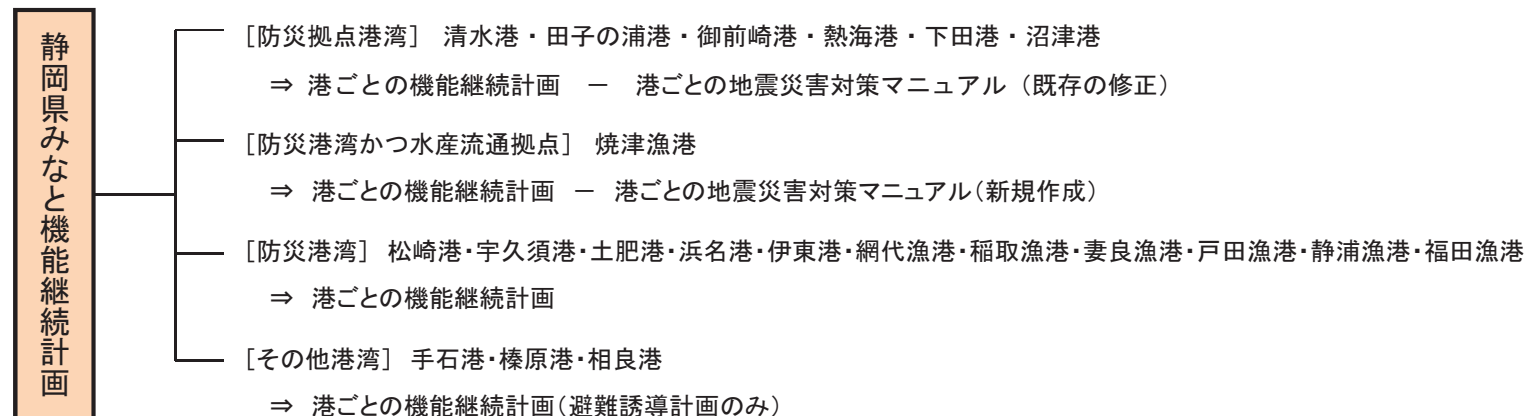 静岡県みなと機能継続計画
［防災拠点港湾］ 清水港・田子の浦港・御前崎港・熱海港・下田港・沼津港
⇒ 港ごとの機能継続計画 － 港ごとの地震災害対策マニュアル（既存の修正）
［防災港湾かつ水産流通拠点］ 焼津漁港
⇒ 港ごとの機能継続計画 － 港ごとの地震災害対策マニュアル（新規作成）
［防災港湾］ 松崎港・宇久須港・土肥港・浜名港・伊東港・網代漁港・稲取漁港・妻良漁港・戸田漁港・静浦漁港・福田漁港
⇒ 港ごとの機能継続計画
［その他港湾］ 手石港・榛原港・相良港
⇒ 港ごとの機能継続計画（避難誘導計画のみ）